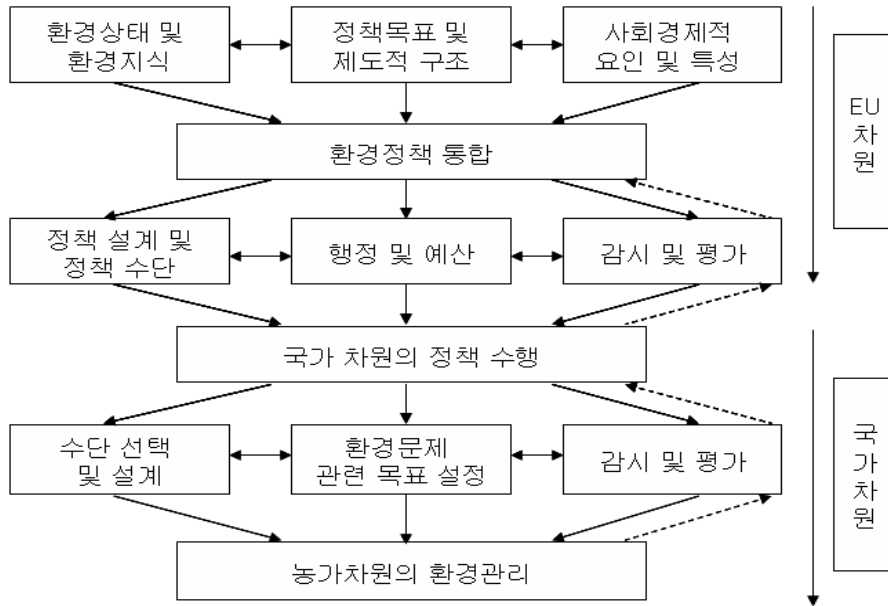 환경상태 및
환경지식
정책목표 및
제도적 구조
사회경제적
요인 및 특성
환경정책 통합
정책 설계 및
정책 수단
행정 및 예산
감시 및 평가
국가 차원의 정책 수행
수단 선택
및 설계
환경문제
관련 목표 설정
감시 및 평가
농가차원의 환경관리
EU
차
원
국
가
차
원